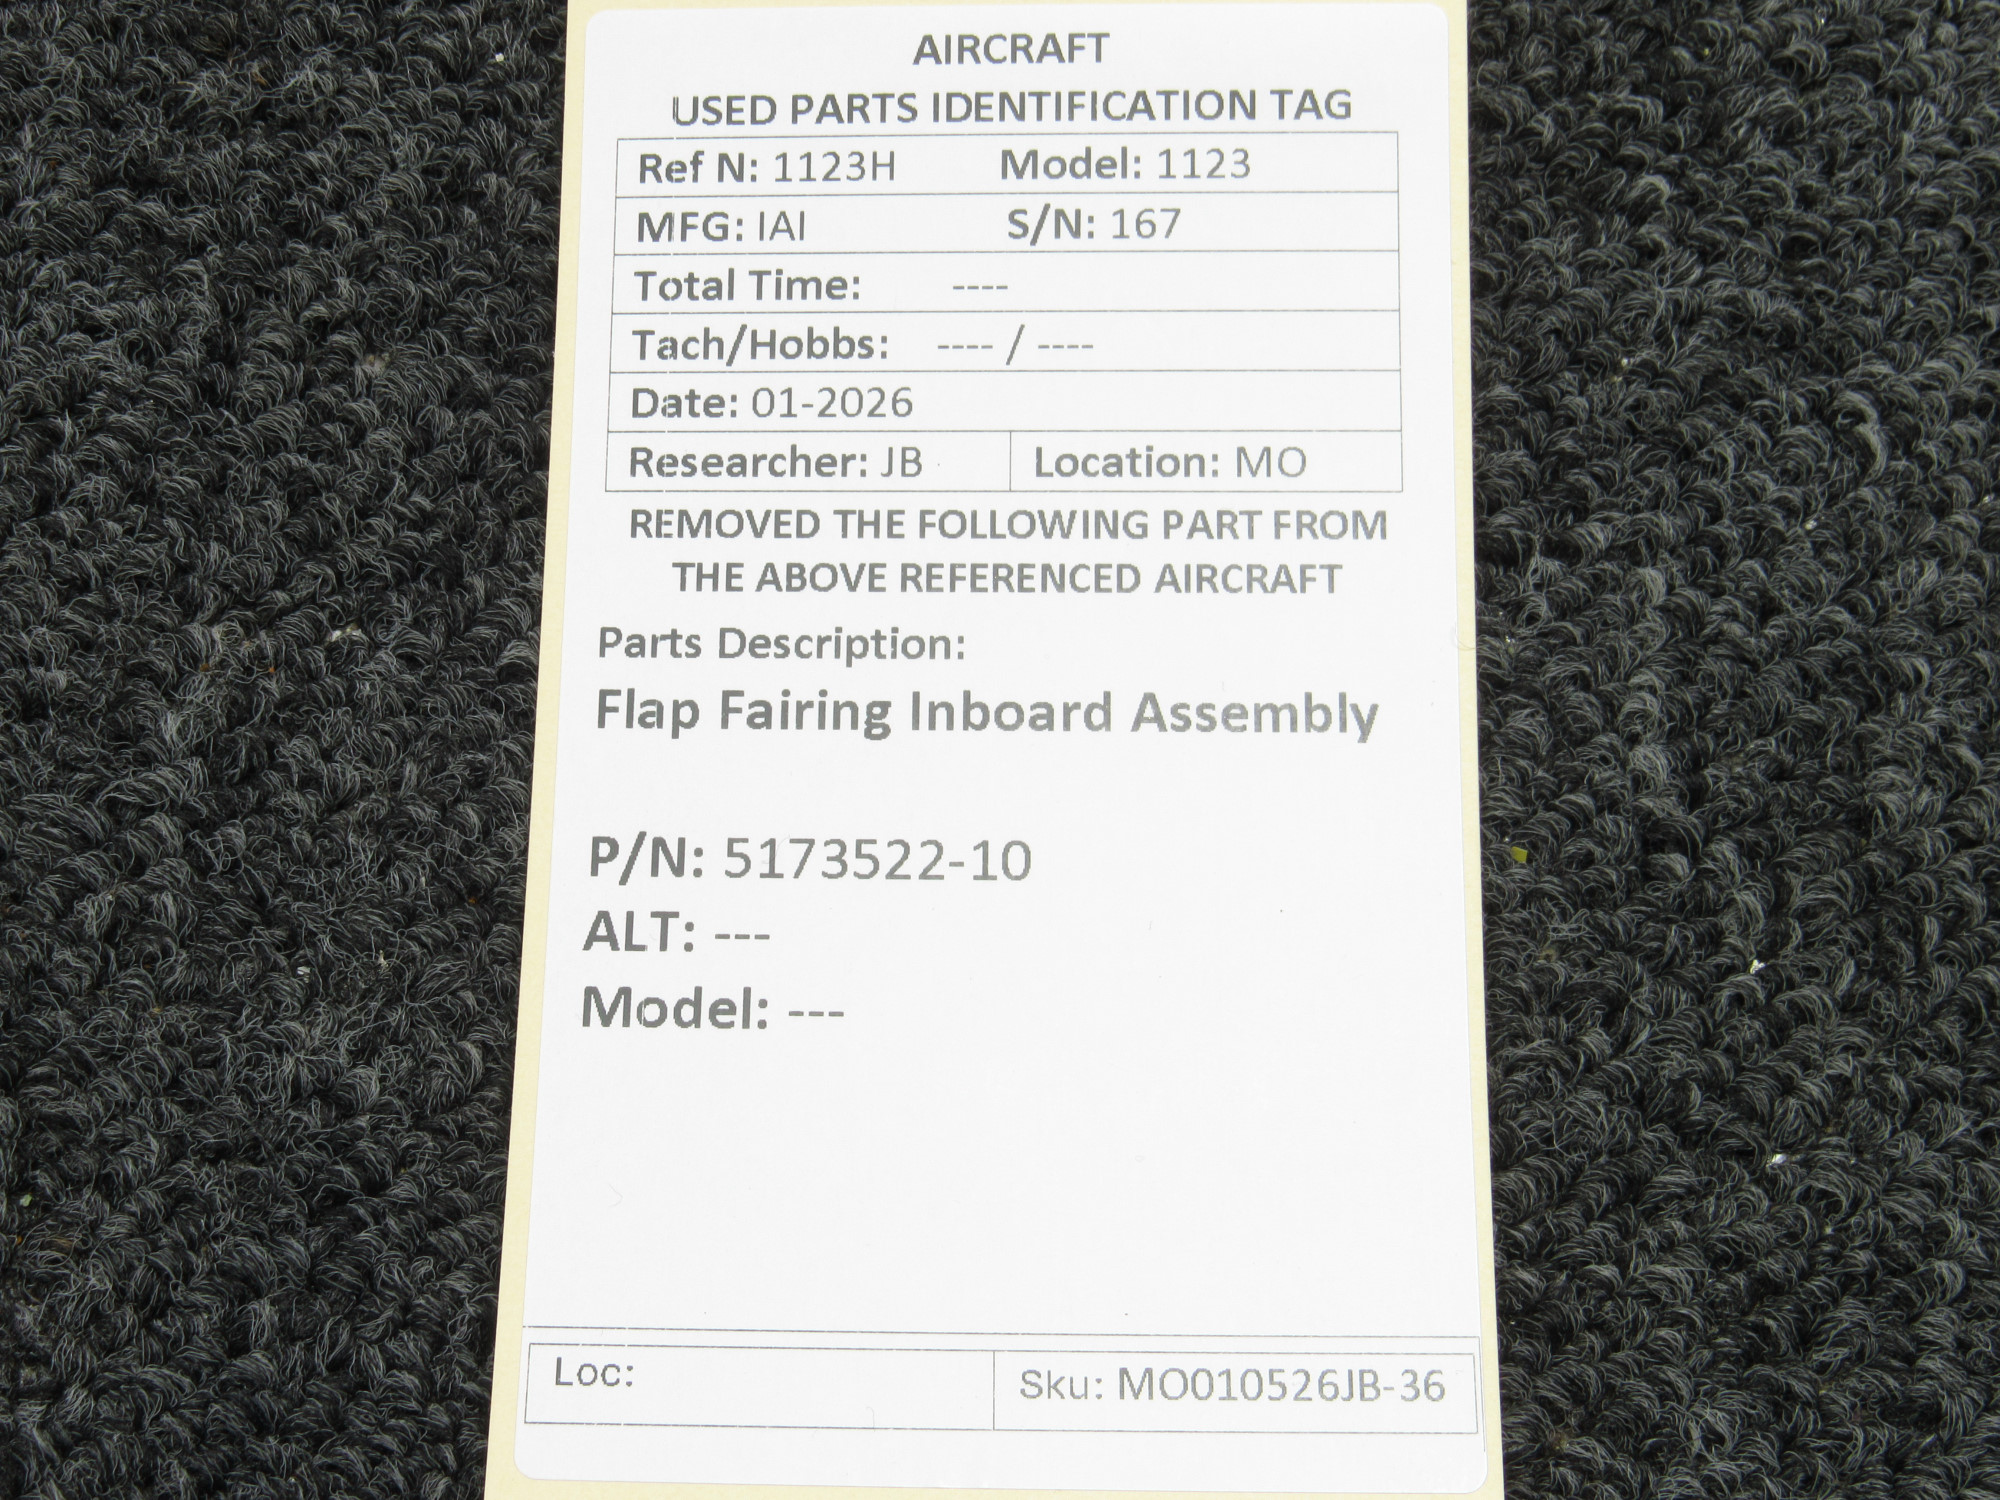 AIRCRAFT
USED PARTS IDENTIFICATION TAG
Ref N: 1123H Model: 1123
MFG: IAI S/N: 167
Total Time: ----
Tach/Hobbs: ---- / ----
Date: 01-2026
Researcher: JB Location: MO
REMOVED THE FOLLOWING PART FROM
THE ABOVE REFERENCED AIRCRAFT
Parts Description:
Flap Fairing Inboard Assembly
P/N: 5173522-10
ALT: ---
Model: ---
Loc: Sku: MO010526JB-36